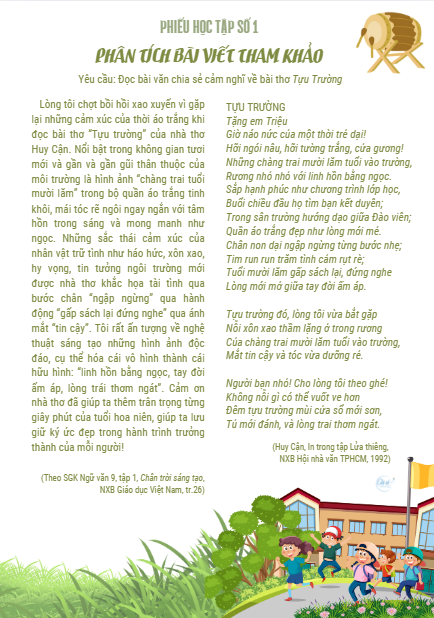 PHIẾU HỌC TẬP SỐ 1
PHÂN TÍCH BÀI VIẾT THAM KHẢO
Yêu cầu: Đọc bài văn chia sẻ cảm nghĩ về bài thơ Tựu Trường
Lòng tôi chợt bồi hồi xao xuyến vì gặp
lại những cảm xúc của thời áo trắng khi
đọc bài thơ “Tựu trường” của nhà thơ
Huy Cận. Nổi bật trong không gian tươi
mới và gần và gần gũi thân thuộc của
môi trường là hình ảnh “chàng trai tuổi
mười lăm” trong bộ quần áo trắng tinh
khôi, mái tóc rẽ ngôi ngay ngắn với tâm
hồn trong sáng và mong manh như
ngọc. Những sắc thái cảm xúc của
nhân vật trữ tình như háo hức, xôn xao,
hy vọng, tin tưởng ngôi trường mới
được nhà thơ khắc họa tài tình qua
bước chân “ngập ngừng” qua hành
động “gấp sách lại đứng nghe” qua ánh
mắt “tin cậy”. Tôi rất ấn tượng về nghệ
thuật sáng tạo những hình ảnh độc
đáo, cụ thể hóa cái vô hình thành cái
hữu hình: “linh hồn bằng ngọc, tay đời
ấm áp, lòng trái thơm ngát”. Cảm ơn
nhà thơ đã giúp ta thêm trân trọng từng
giây phút của tuổi hoa niên, giúp ta lưu
giữ ký ức đẹp trong hành trình trưởng
thành của mỗi người!
(Theo SGK Ngữ văn 9, tập 1, Chân trời sáng tạo,
NXB Giáo dục Việt Nam, tr.26)
TỰU TRƯỜNG
Tặng em Triệu
Giờ náo nức của một thời trẻ dại!
Hỡi ngói nâu, hỡi tường trắng, cửa gương!
Những chàng trai mười lăm tuổi vào trường,
Rương nhỏ nhỏ với linh hồn bằng ngọc.
Sắp hạnh phúc như chương trình lớp học,
Buổi chiều đầu họ tìm bạn kết duyên;
Trong sân trường hướng dạo giữa Đào viên;
Quần áo trắng đẹp như lòng mới mẻ.
Chân non dại ngập ngừng từng bước nhẹ;
Tim run run trăm tình cảm rụt rè;
Tuổi mười lăm gấp sách lại, đứng nghe
Lòng mới mở giữa tay đời ấm áp.
Tựu trường đó, lòng tôi vừa bắt gặp
Nỗi xôn xao thầm lặng ở trong rương
Của chàng trai mười lăm tuổi vào trường,
Mắt tin cậy và tóc vừa dưỡng rẽ.
Người bạn nhỏ! Cho lòng tôi theo ghé!
Không nỗi gì có thể vuốt ve hơn
Đêm tựu trường mùi cửa sổ mới sơn,
Tủ mới đánh, và lòng trai thơm ngát.
(Huy Cận, In trong tập Lửa thiêng,
NXB Hội nhà văn TPHCM, 1992)